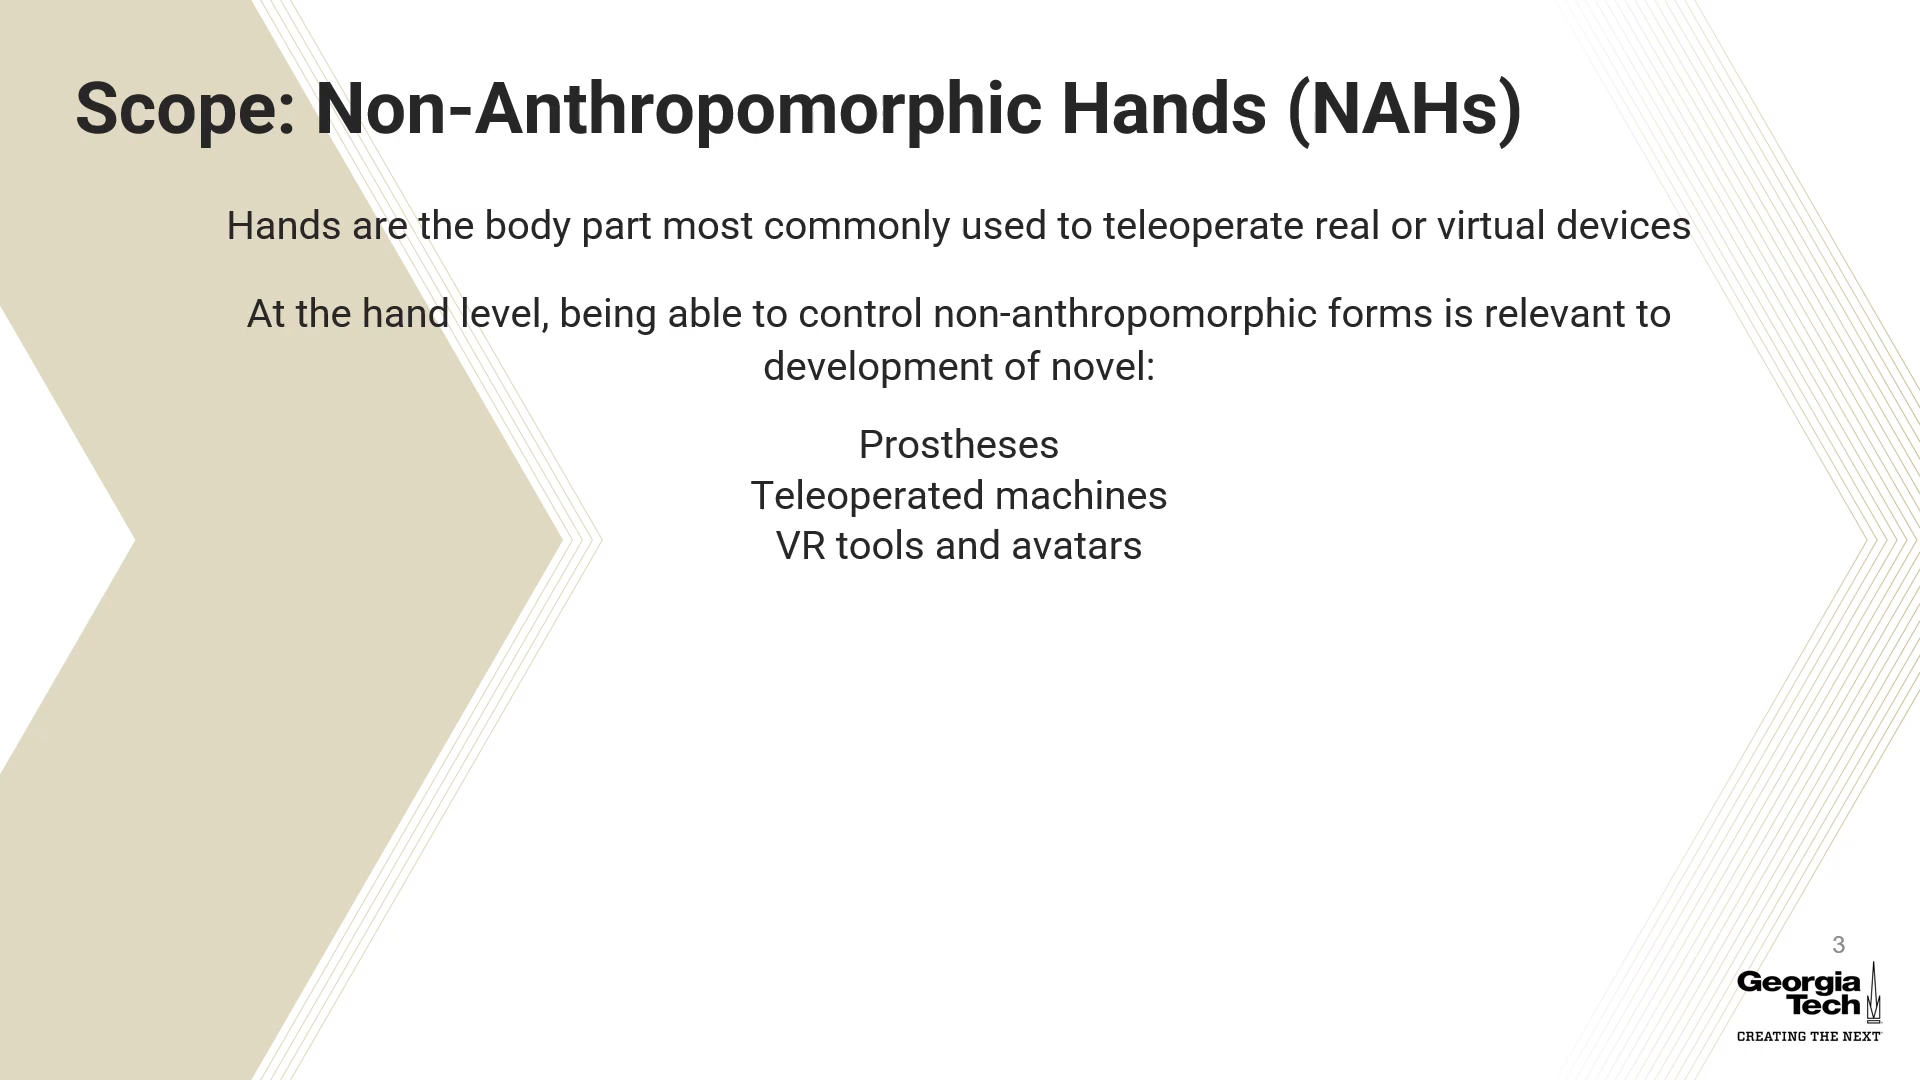 Scope: Non-Anthropomorphic Hands (NAHs)
Hands are the body part most commonly used to teleoperate real or virtual devices
At the hand level, being able to control non-anthropomorphic forms is relevant to
development of novel:
Prostheses
Teleoperated machines
VR tools and avatars
3
Georgia
Tech
CREATING THE NEXT